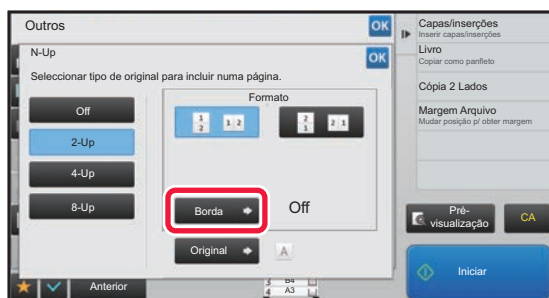 Outros
OK
N-Up
OK
Seleccionar tipo de original para incluir numa página.
Off
2-Up
4-Up
8-Up
Formato
1
2
1 2
2
1
2 1
Borda
Off
Original
A
Anterior
3 B4
4 A3
Capas/inserções
Inserir capas/inserções
Livro
Copiar como panfleto
Cópia 2 Lados
Margem Arquivo
Mudar posição p/ obter margem
Pré-
visualização
CA
Iniciar